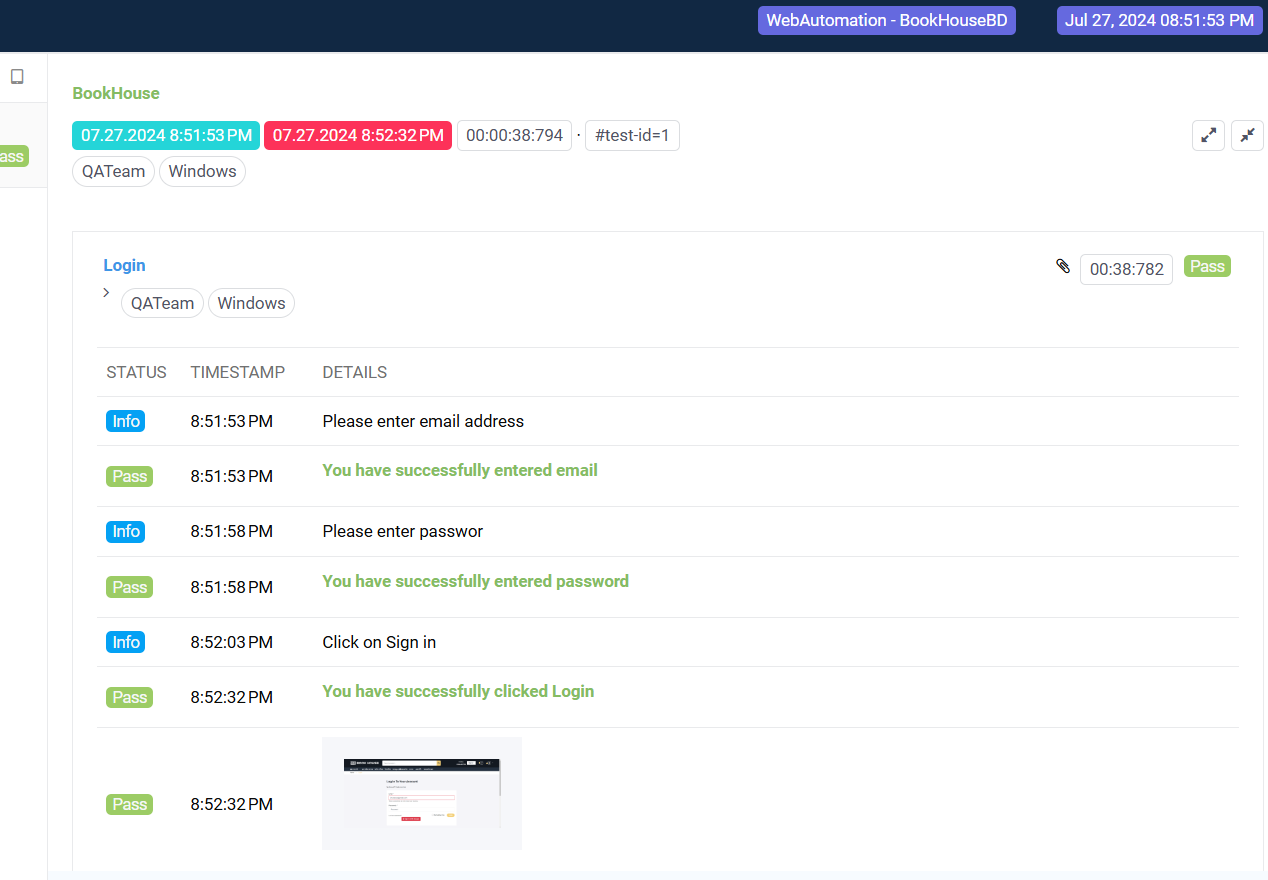 WebAutomation - BookHouseBD Jul 27, 2024 08:51:53 PM
BookHouse
07.27.2024 8:51:53 PM 07.27.2024 8:52:32 PM 00:00:38:794 · #test-id=1
ass
QATeam Windows
Login 00:38:782 Pass
QATeam Windows
STATUS TIMESTAMP DETAILS
Info 8:51:53 PM Please enter email address
Pass 8:51:53 PM You have successfully entered email
Info 8:51:58 PM Please enter passwor
Pass 8:51:58 PM You have successfully entered password
Info 8:52:03 PM Click on Sign in
Pass 8:52:32 PM You have successfully clicked Login
Pass 8:52:32 PM